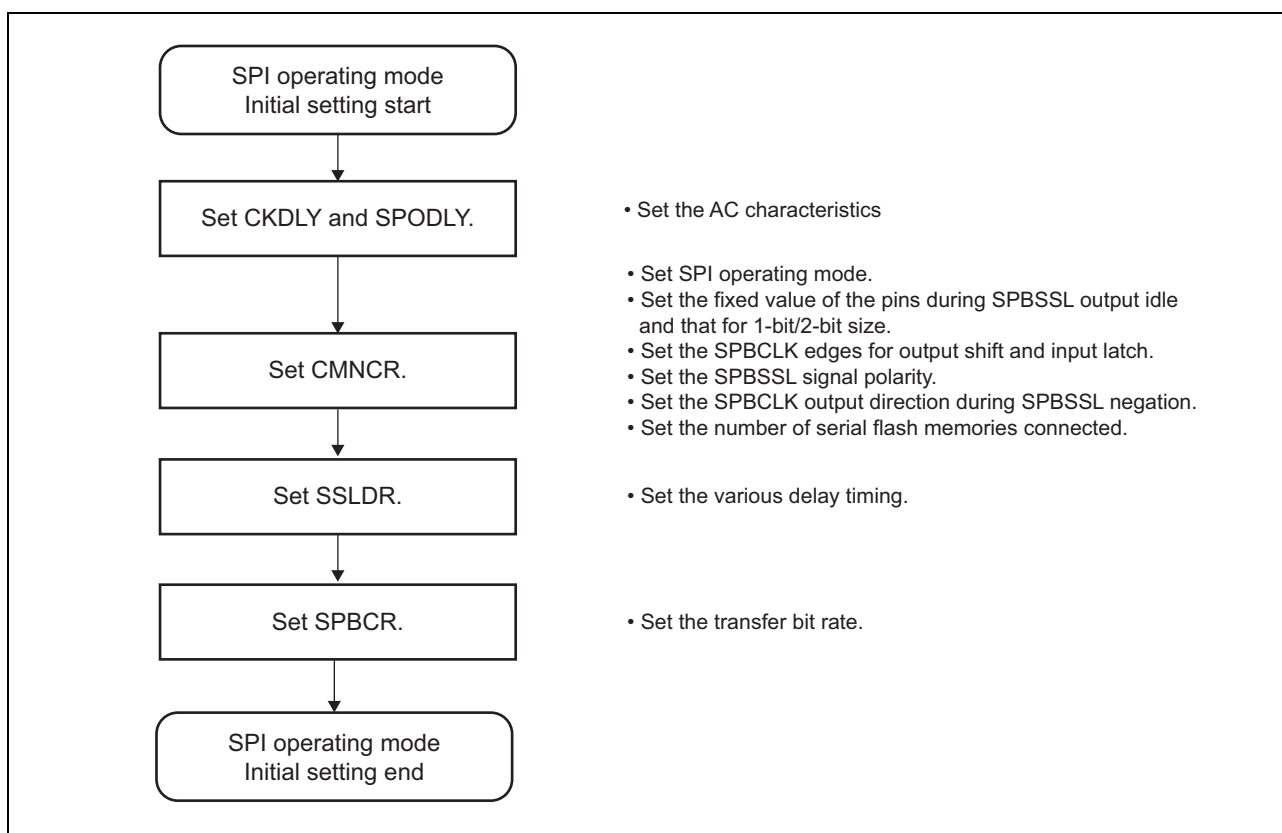 SPI operating mode
Initial setting start
Set CKDLY and SPODLY.
• Set the AC characteristics
Set CMNCR.
• Set SPI operating mode.
• Set the fixed value of the pins during SPBSSL output idle
and that for 1-bit/2-bit size.
• Set the SPBCLK edges for output shift and input latch.
• Set the SPBSSL signal polarity.
• Set the SPBCLK output direction during SPBSSL negation.
• Set the number of serial flash memories connected.
Set SSLDR.
• Set the various delay timing.
Set SPBCR.
• Set the transfer bit rate.
SPI operating mode
Initial setting end